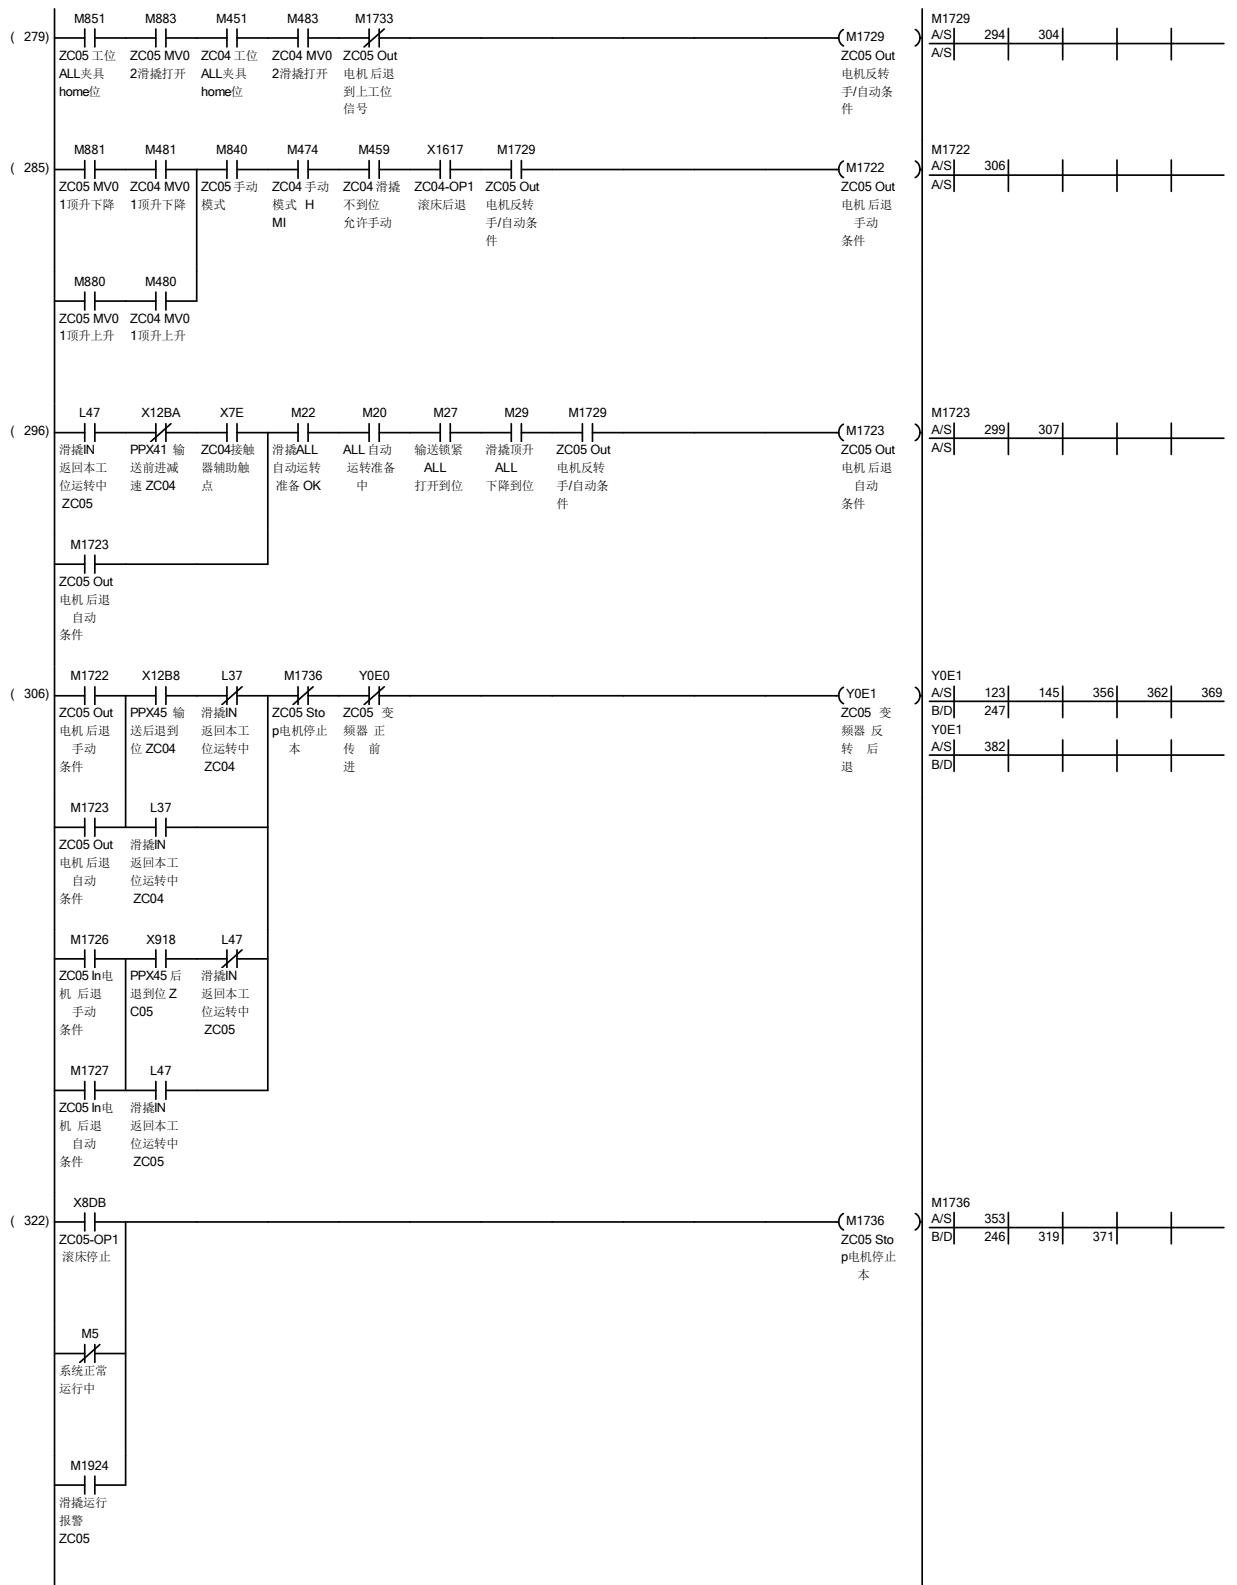 M851 M883 M451 M483 M1733 M1729
( 279) (M1729 ) A/S 294 304
ZC05 工位 ZC05 MV0 ZC04 工位 ZC04 MV0 ZC05 Out ZC05 Out A/S
ALL夹具 2滑撬打开 ALL夹具 2滑撬打开 电机 后退 电机反转
home位 home位 到上工位 手/自动条
信号 件
M881 M481 M840 M474 M459 X1617 M1729 M1722
( 285) (M1722 ) A/S 306
ZC05 MV0 ZC04 MV0 ZC05 手动 ZC04 手动 ZC04 滑撬 ZC04-OP1 ZC05 Out ZC05 Out A/S
1顶升下降 1顶升下降 模式 模式 H 不到位 滚床后退 电机反转 电机 后退
MI 允许手动 手/自动条 手动
件 条件
M880 M480
ZC05 MV0 ZC04 MV0
1顶升上升 1顶升上升
L47 X12BA X7E M22 M20 M27 M29 M1729 M1723
( 296) (M1723 ) A/S 299 307
滑撬IN PPX41 输 ZC04接触 滑撬ALL ALL 自动 输送锁紧 滑撬顶升 ZC05 Out ZC05 Out A/S
返回本工 送前进减 器辅助触 自动运转 运转准备 ALL ALL 电机反转 电机 后退
位运转中 速 ZC04 点 准备 OK 中 打开到位 下降到位 手/自动条 自动
ZC05 件 条件
M1723
ZC05 Out
电机 后退
自动
条件
M1722 X12B8 L37 M1736 Y0E0 Y0E1
( 306) (Y0E1 ) A/S 123 145 356 362 369
ZC05 Out PPX45 输 滑撬IN ZC05 Sto ZC05 变 ZC05 变 B/D 247
电机 后退 送后退到 返回本工 p电机停止 频器 正 频器 反 Y0E1
手动 位 ZC04 位运转中 本 传 前 转 后 A/S 382
条件 ZC04 进 退 B/D
M1723 L37
ZC05 Out 滑撬IN
电机 后退 返回本工
自动 位运转中
条件 ZC04
M1726 X918 L47
ZC05 In电 PPX45 后 滑撬IN
机 后退 退到位 Z 返回本工
手动 C05 位运转中
条件 ZC05
M1727 L47
ZC05 In电 滑撬IN
机 后退 返回本工
自动 位运转中
条件 ZC05
X8DB M1736
( 322) (M1736 ) A/S 353
ZC05-OP1 ZC05 Sto B/D 246 319 371
滚床停止 p电机停止
本
M5
系统正常
运行中
M1924
滑撬运行
报警
ZC05